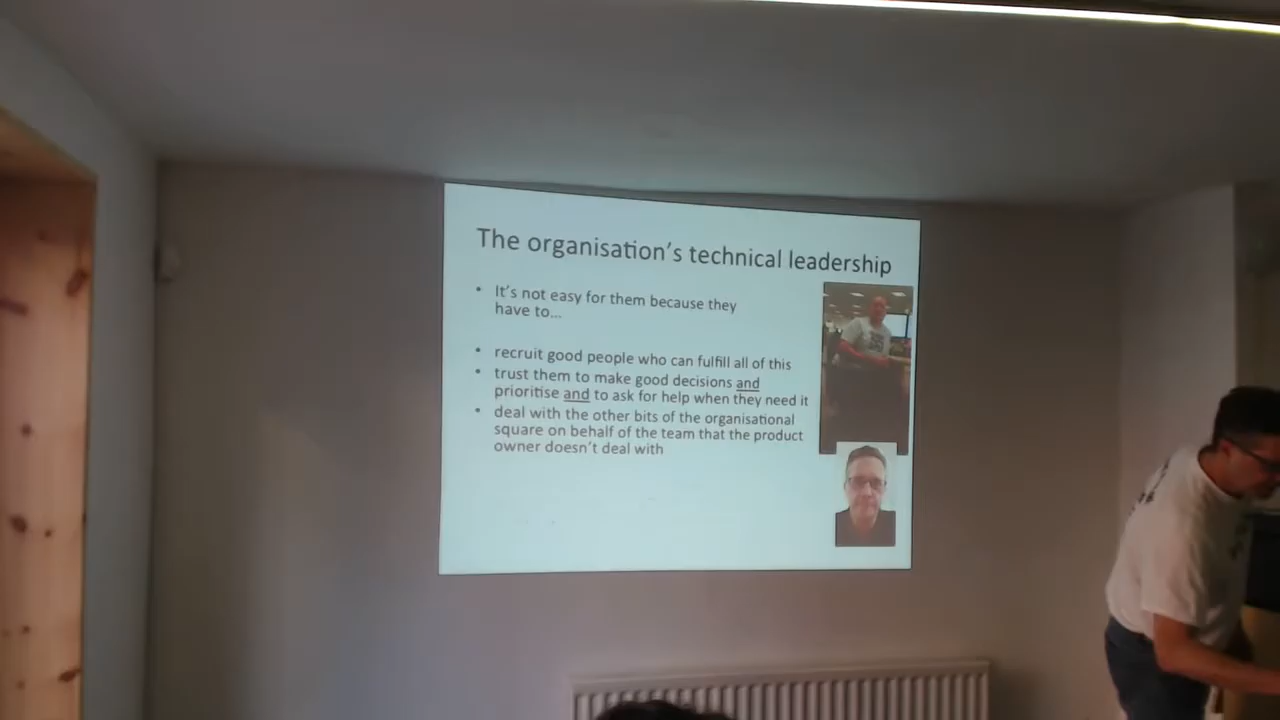 The organisation's technical leadership
• It's not easy for them because they
have to...
• recruit good people who can fulfill all of this
• trust them to make good decisions and
prioritise and to ask for help when they need it
• deal with the other bits of the organisational
square on behalf of the team that the product
owner doesn't deal with